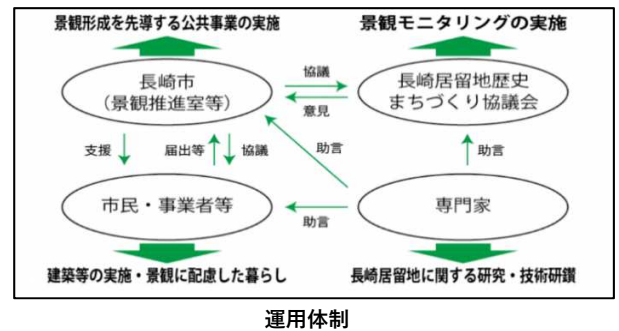 景観形成を先導する公共事業の実施
景観モニタリングの実施
長崎市
（景観推進室等）
協議
意見
長崎居留地歴史
まちづくり協議会
支援
届出等
協議
助言
助言
市民・事業者等
助言
専門家
建築等の実施・景観に配慮した暮らし
長崎居留地に関する研究・技術研鑽
運用体制